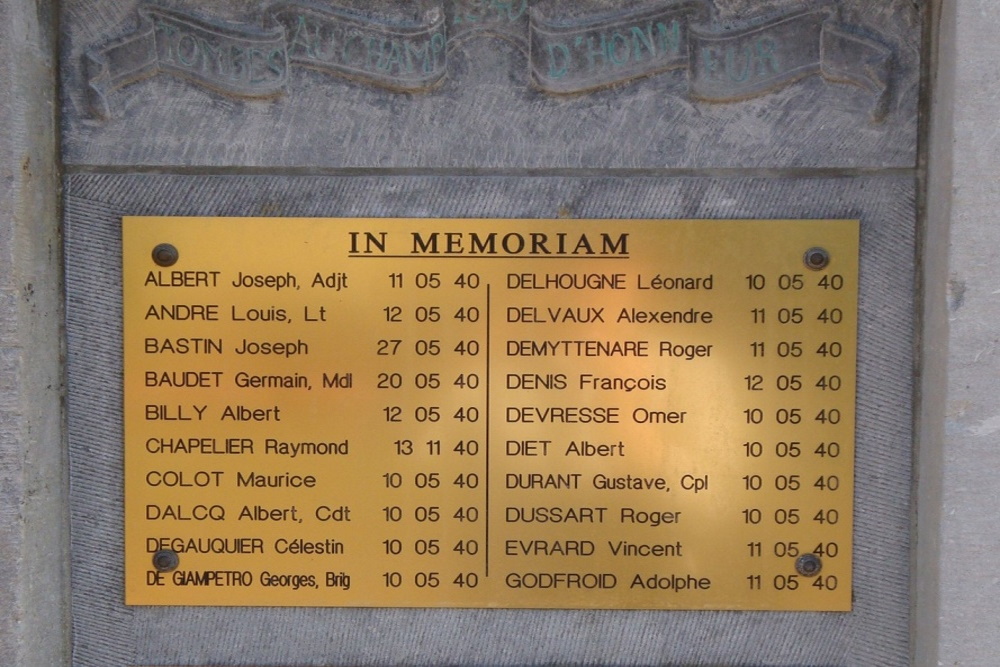 1940
TOMBES AU CHAMP D'HONNEUR
IN MEMORIAM
ALBERT Joseph, Adjt 11 05 40
ANDRE Louis, Lt 12 05 40
BASTIN Joseph 27 05 40
BAUDET Germain, Mdl 20 05 40
BILLY Albert 12 05 40
CHAPELIER Raymond 13 11 40
COLOT Maurice 10 05 40
DALCQ Albert, Cdt 10 05 40
DEGAUQUIER Célestin 10 05 40
DE GIAMPETRO Georges, Brig 10 05 40
DELHOUGNE Léonard 10 05 40
DELVAUX Alexendre 11 05 40
DEMYTTENARE Roger 11 05 40
DENIS François 12 05 40
DEVRESSE Omer 10 05 40
DIET Albert 10 05 40
DURANT Gustave, Cpl 10 05 40
DUSSART Roger 10 05 40
EVRARD Vincent 11 05 40
GODFROID Adolphe 11 05 40